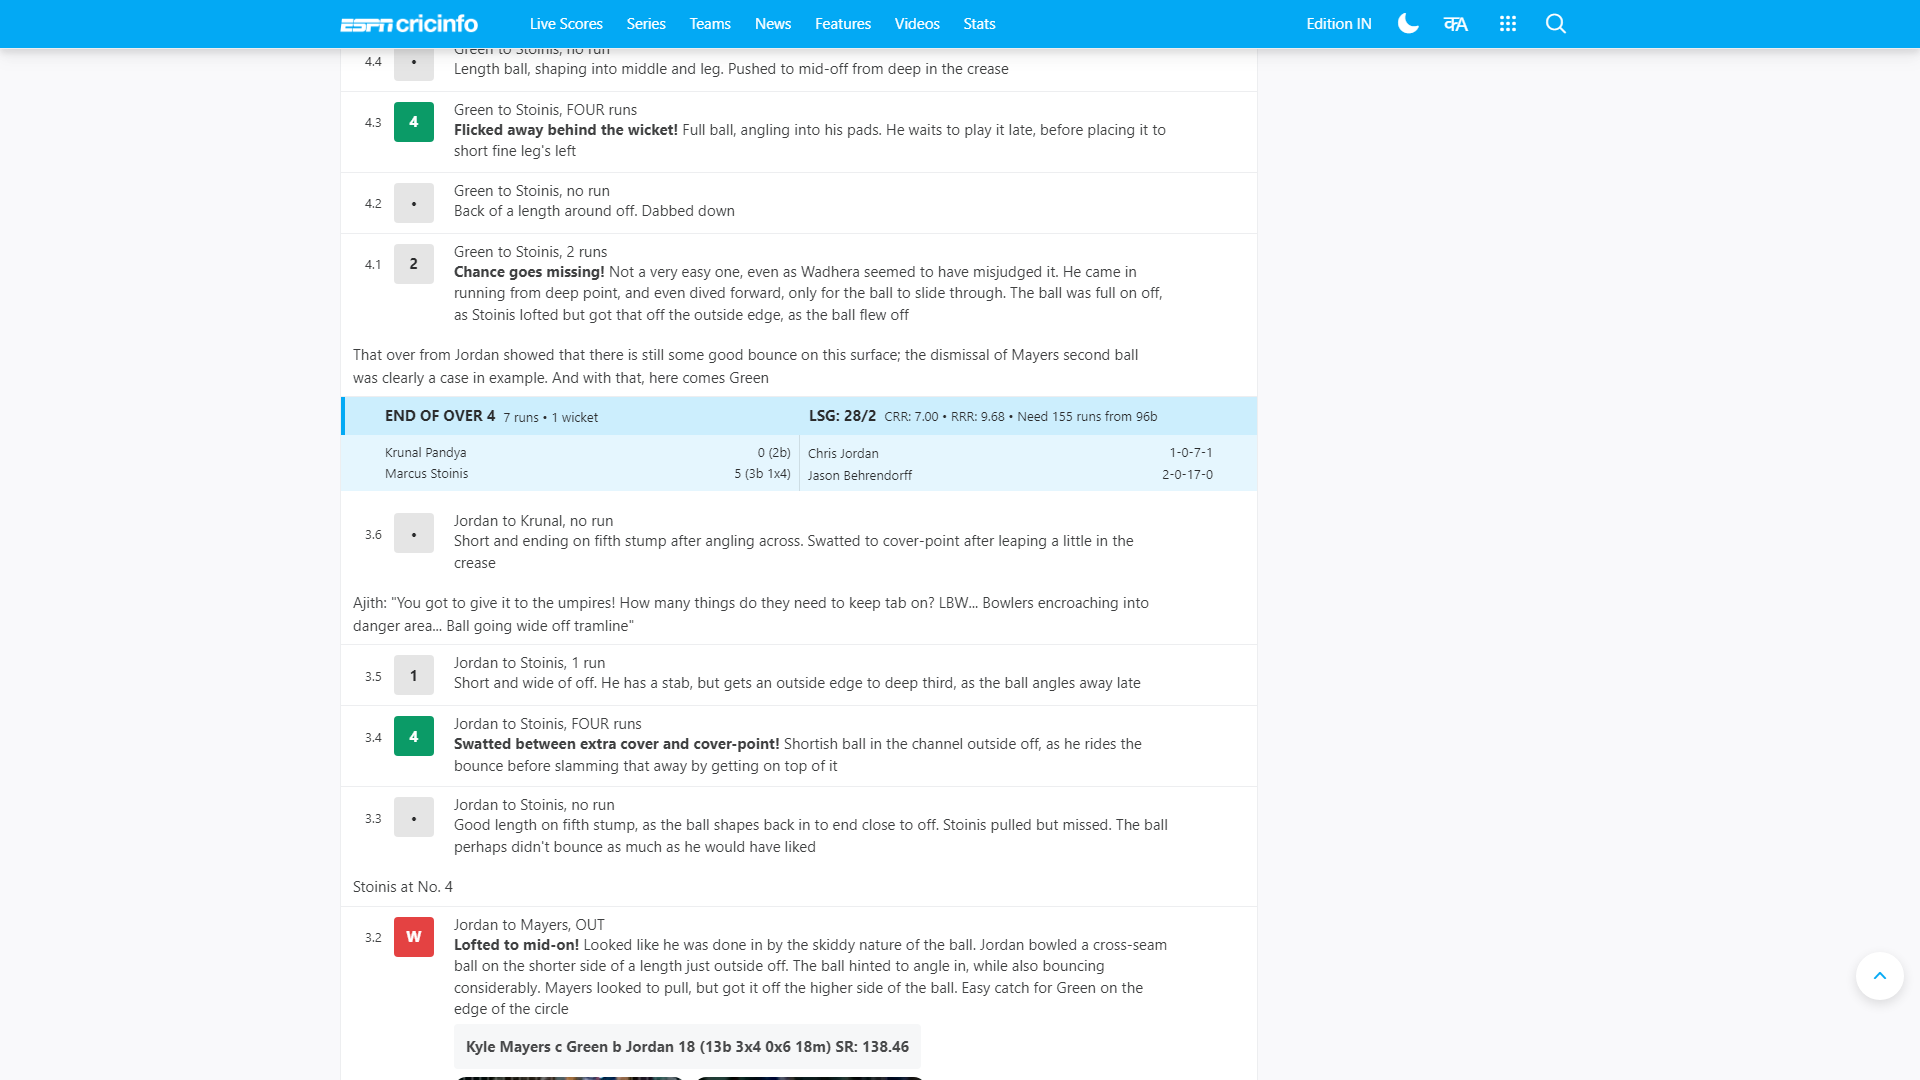 ESPN cricinfo Live Scores Series Teams News Features Videos Stats Edition IN क A
Green to Stoinis, no run
4.4 • Length ball, shaping into middle and leg. Pushed to mid-off from deep in the crease
Green to Stoinis, FOUR runs
4.3 4 Flicked away behind the wicket! Full ball, angling into his pads. He waits to play it late, before placing it to
short fine leg's left
Green to Stoinis, no run
4.2 • Back of a length around off. Dabbed down
Green to Stoinis, 2 runs
4.1 2 Chance goes missing! Not a very easy one, even as Wadhera seemed to have misjudged it. He came in
running from deep point, and even dived forward, only for the ball to slide through. The ball was full on off,
as Stoinis lofted but got that off the outside edge, as the ball flew off
That over from Jordan showed that there is still some good bounce on this surface; the dismissal of Mayers second ball
was clearly a case in example. And with that, here comes Green
END OF OVER 4 7 runs • 1 wicket LSG: 28/2 CRR: 7.00 • RRR: 9.68 • Need 155 runs from 96b
Krunal Pandya 0 (2b) Chris Jordan 1-0-7-1
Marcus Stoinis 5 (3b 1x4) Jason Behrendorff 2-0-17-0
Jordan to Krunal, no run
3.6 • Short and ending on fifth stump after angling across. Swatted to cover-point after leaping a little in the
crease
Ajith: "You got to give it to the umpires! How many things do they need to keep tab on? LBW... Bowlers encroaching into
danger area... Ball going wide off tramline"
Jordan to Stoinis, 1 run
3.5 1 Short and wide of off. He has a stab, but gets an outside edge to deep third, as the ball angles away late
Jordan to Stoinis, FOUR runs
3.4 4 Swatted between extra cover and cover-point! Shortish ball in the channel outside off, as he rides the
bounce before slamming that away by getting on top of it
Jordan to Stoinis, no run
3.3 • Good length on fifth stump, as the ball shapes back in to end close to off. Stoinis pulled but missed. The ball
perhaps didn't bounce as much as he would have liked
Stoinis at No. 4
Jordan to Mayers, OUT
3.2 W Lofted to mid-on! Looked like he was done in by the skiddy nature of the ball. Jordan bowled a cross-seam
ball on the shorter side of a length just outside off. The ball hinted to angle in, while also bouncing
considerably. Mayers looked to pull, but got it off the higher side of the ball. Easy catch for Green on the
edge of the circle
Kyle Mayers c Green b Jordan 18 (13b 3x4 0x6 18m) SR: 138.46